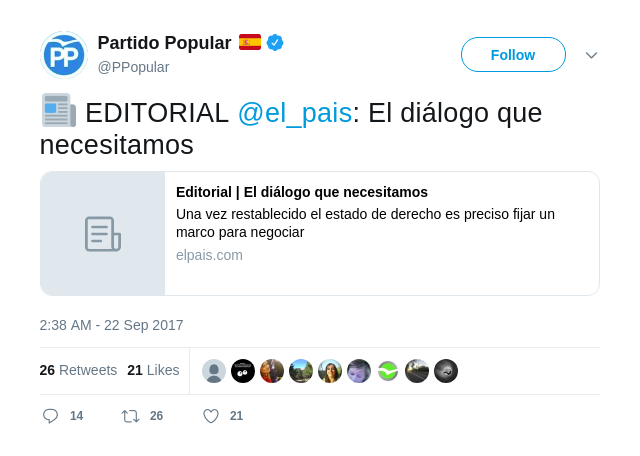 PP
Partido Popular
@PPopular
Follow
EDITORIAL @el_pais: El diálogo que
necesitamos
Editorial | El diálogo que necesitamos
Una vez restablecido el estado de derecho es preciso fijar un
marco para negociar
elpais.com
2:38 AM - 22 Sep 2017
26 Retweets 21 Likes
14 26 21